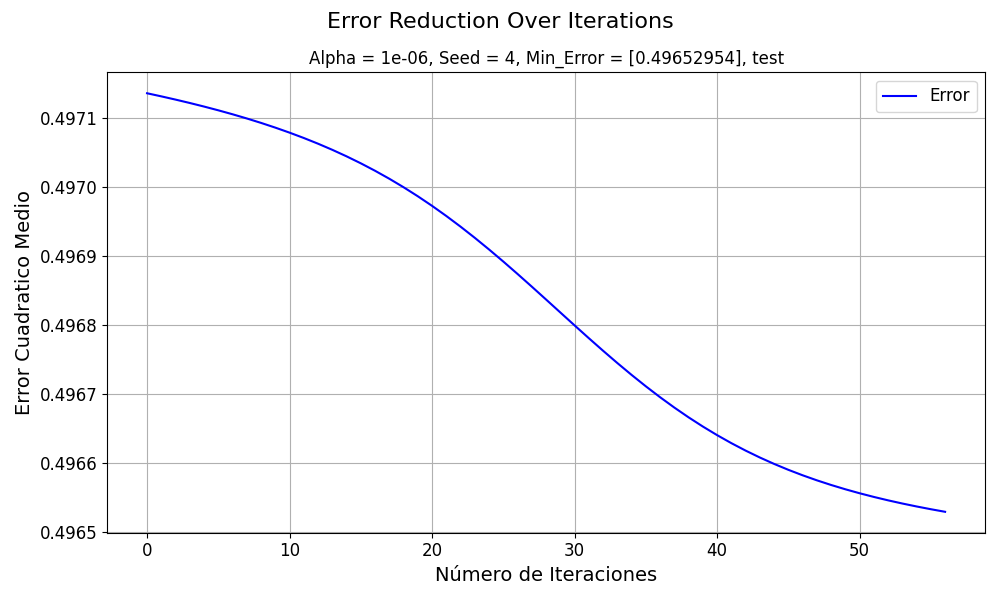 Error Reduction Over Iterations
Alpha = 1e-06, Seed = 4, Min_Error = [0.49652954], test
Error
Error Cuadratico Medio
0.4971
0.4970
0.4969
0.4968
0.4967
0.4966
0.4965
0 10 20 30 40 50
Número de Iteraciones